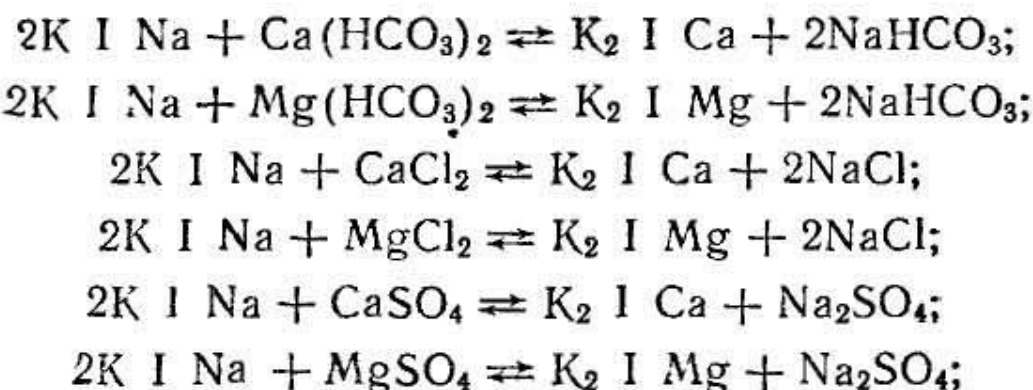 2K I Na + Ca(HCO₃)₂ ⇄ K₂ I Ca + 2NaHCO₃;
2K I Na + Mg(HCO₃)₂ ⇄ K₂ I Mg + 2NaHCO₃;
2K I Na + CaCl₂ ⇄ K₂ I Ca + 2NaCl;
2K I Na + MgCl₂ ⇄ K₂ I Mg + 2NaCl;
2K I Na + CaSO₄ ⇄ K₂ I Ca + Na₂SO₄;
2K I Na + MgSO₄ ⇄ K₂ I Mg + Na₂SO₄;